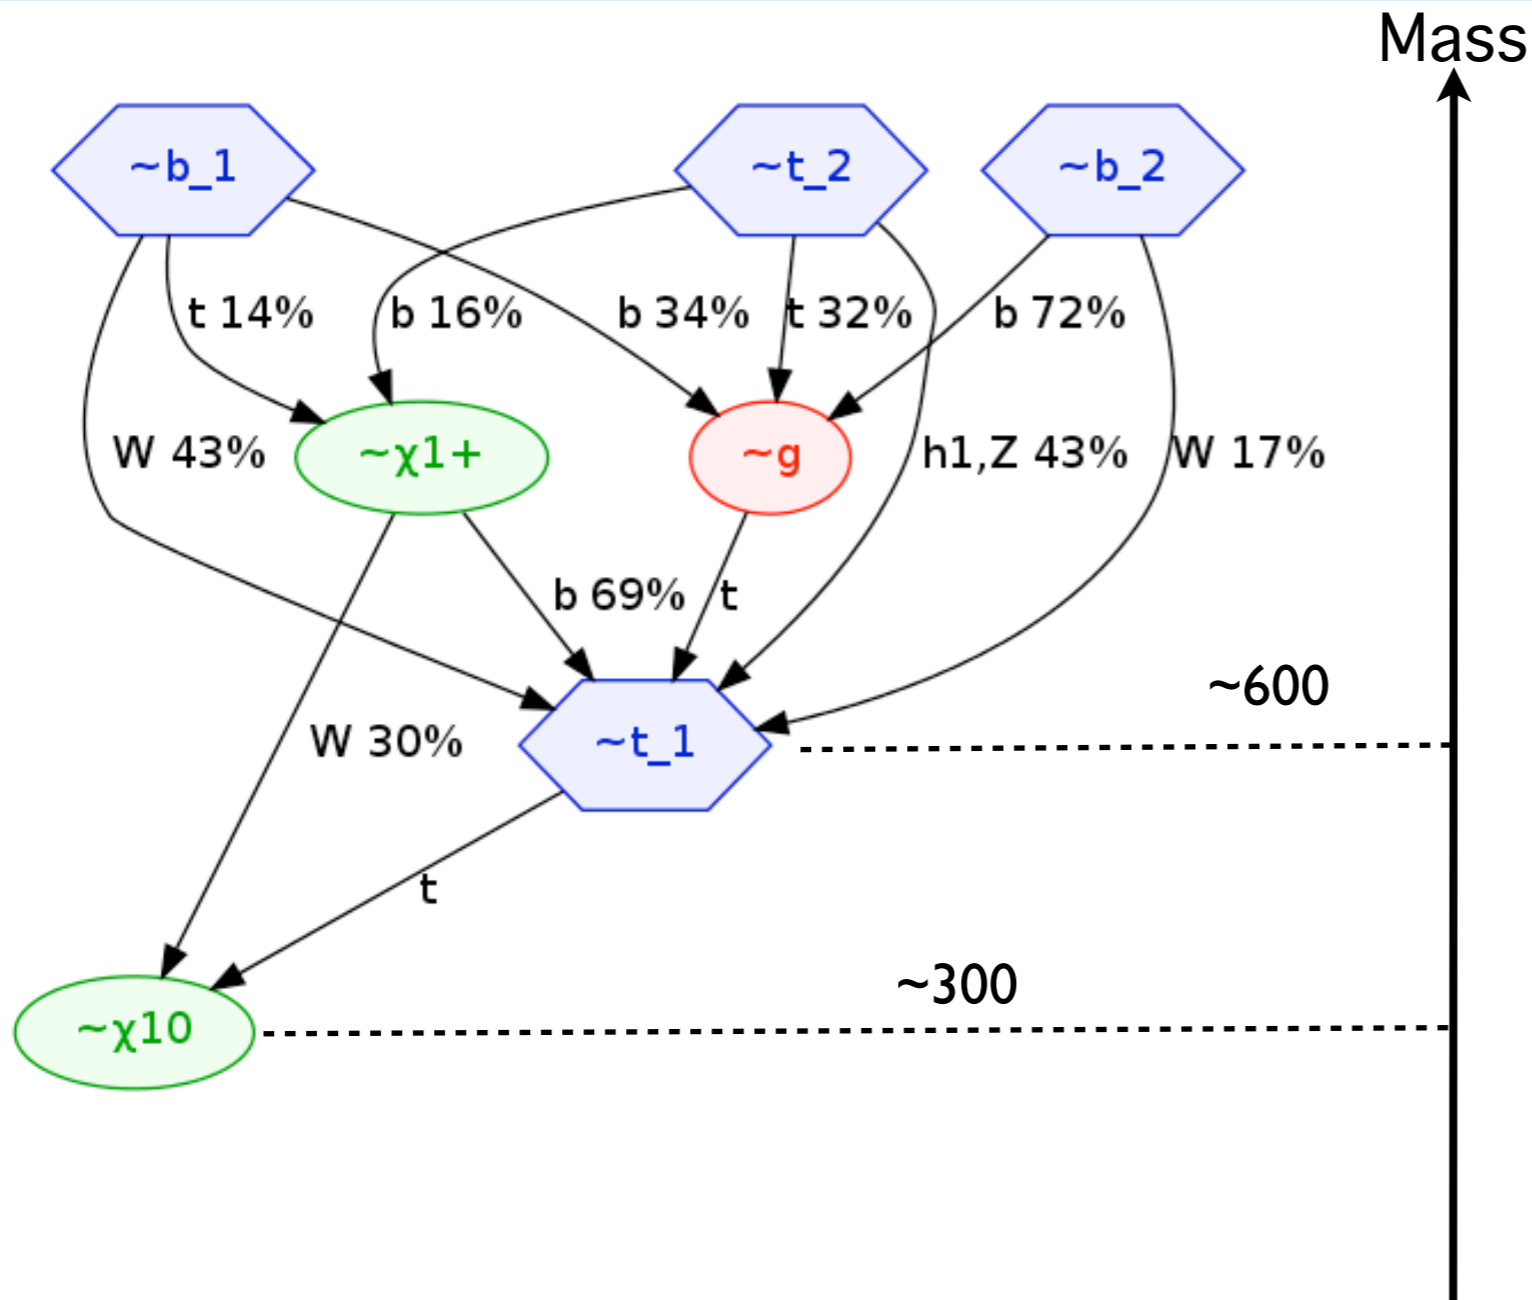 Mass
~b_1
~t_2
~b_2
t 14%
b 16%
b 34%
t 32%
b 72%
W 43%
~χ1+
~g
h1,Z 43%
W 17%
b 69%
t
~600
W 30%
~t_1
t
~300
~χ10